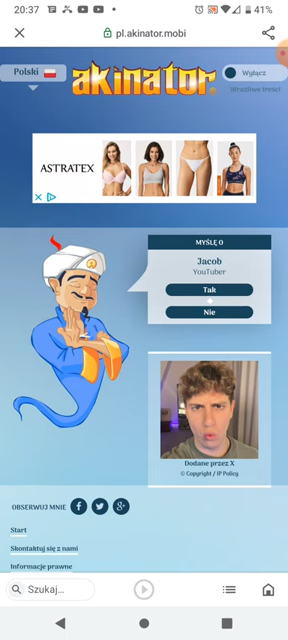 20:37
41%
pl.akinator.mobi
Polski
akinator.
Wyłącz
Wrażliwe treści
ASTRATEX
MYŚLĘ O
Jacob
YouTuber
Tak
Nie
Dodane przez X
© Copyright / IP Policy
OBSERWUJ MNIE
Start
Skontaktuj się z nami
Informacje prawne
Szukaj...